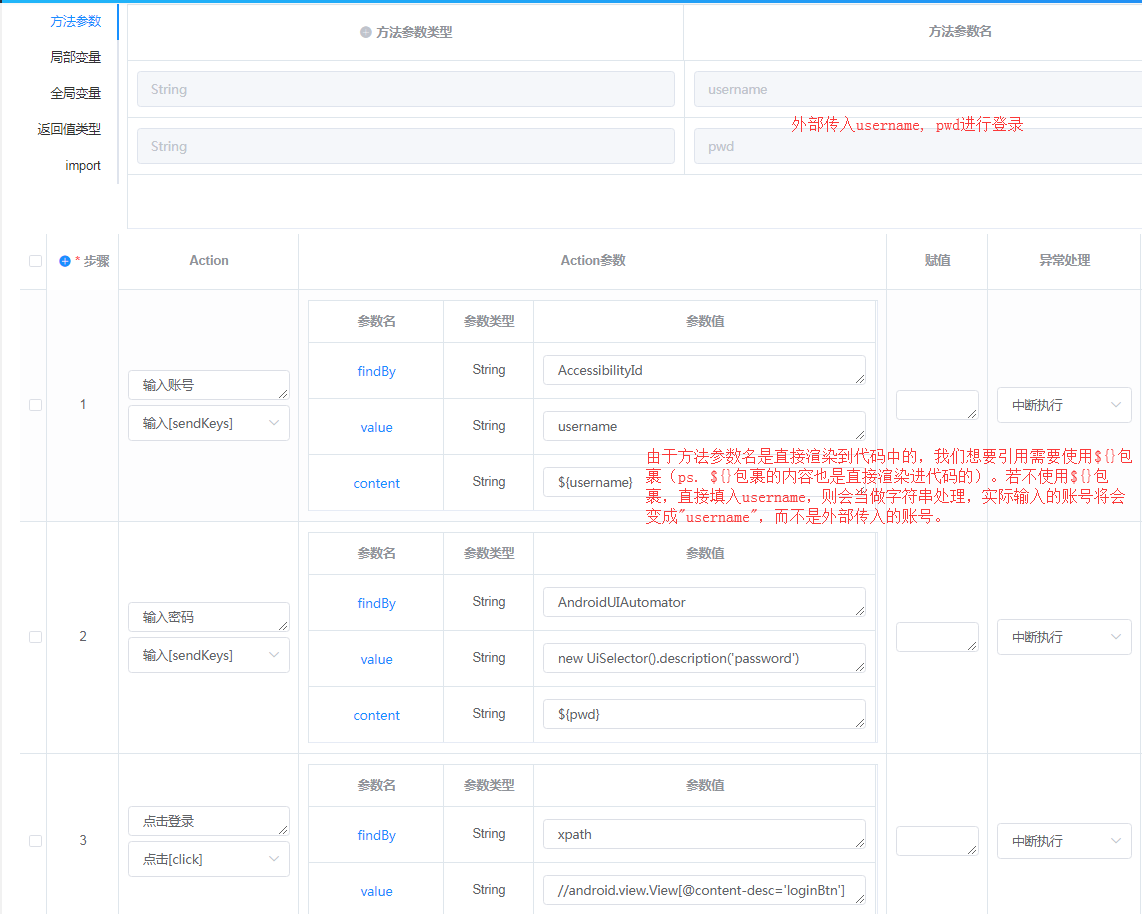 方法参数
局部变量
全局变量
返回值类型
import
方法参数类型
方法参数名
String
username
外部传入username, pwd进行登录
String
pwd
* 步骤
Action
Action参数
赋值
异常处理
1
输入账号
输入[sendKeys]
参数名
参数类型
参数值
findBy
String
AccessibilityId
value
String
username
content
String
${username}
中断执行
由于方法参数名是直接渲染到代码中的，我们想要引用需要使用${}包
裹（ps. ${}包裹的内容也是直接渲染进代码的）。若不使用${}包
裹，直接填入username，则会当做字符串处理，实际输入的账号将会
变成"username"，而不是外部传入的账号。
2
输入密码
输入[sendKeys]
参数名
参数类型
参数值
findBy
String
AndroidUIAutomator
value
String
new UiSelector().description('password')
content
String
${pwd}
中断执行
3
点击登录
点击[click]
参数名
参数类型
参数值
findBy
String
xpath
value
String
//android.view.View[@content-desc='loginBtn']
中断执行